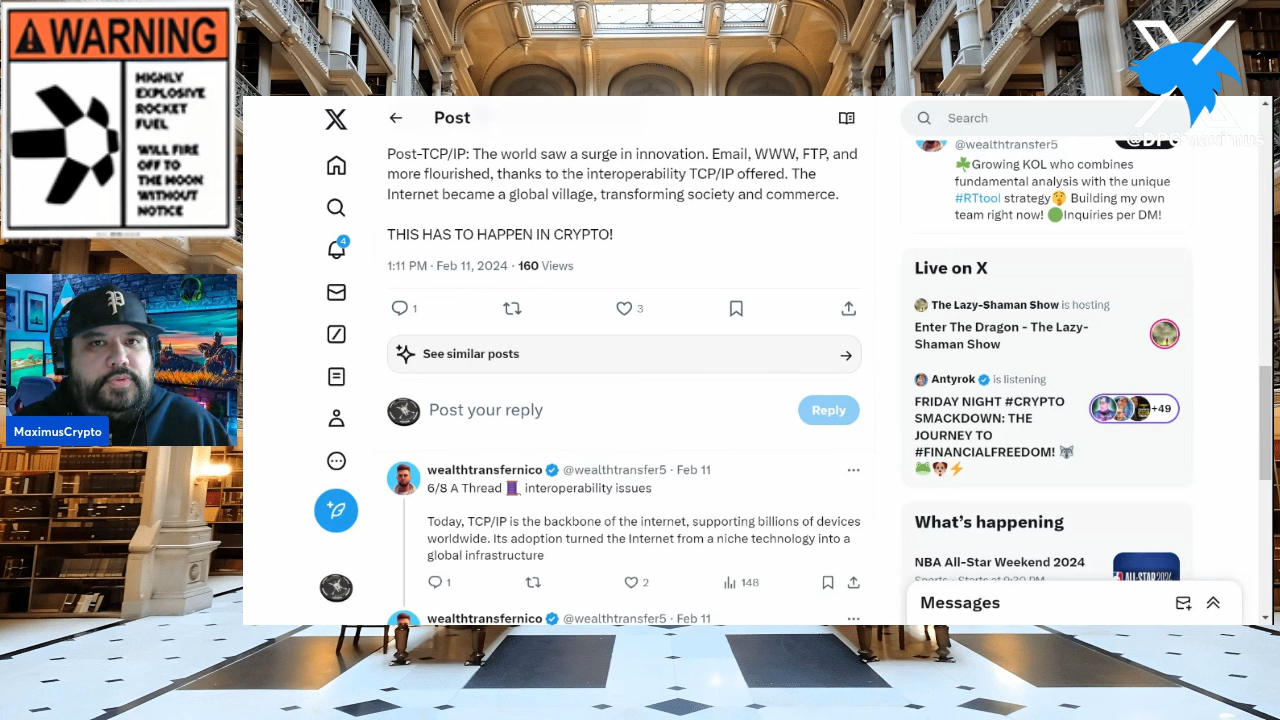 WARNING
HIGHLY
EXPLOSIVE
ROCKET
FUEL
WILL FIRE
OFF TO
THE MOON
WITHOUT
NOTICE
P
MaximusCrypto
X
Post
4
Post-TCP/IP: The world saw a surge in innovation. Email, WWW, FTP, and
more flourished, thanks to the interoperability TCP/IP offered. The
Internet became a global village, transforming society and commerce.
THIS HAS TO HAPPEN IN CRYPTO!
1:11 PM · Feb 11, 2024 · 160 Views
1
3
See similar posts
Post your reply
Reply
wealthtransfernico @wealthtransfer5 · Feb 11
6/8 A Thread 🧵 interoperability issues
Today, TCP/IP is the backbone of the internet, supporting billions of devices
worldwide. Its adoption turned the Internet from a niche technology into a
global infrastructure
1 2 148
wealthtransfernico @wealthtransfer5 · Feb 11
Search
@wealthtransfer5
☘️Growing KOL who combines
fundamental analysis with the unique
#RTtool strategy🤫 Building my own
team right now! 🟢Inquiries per DM!
Live on X
The Lazy-Shaman Show is hosting
Enter The Dragon - The Lazy-
Shaman Show
Antyrok is listening
FRIDAY NIGHT #CRYPTO
SMACKDOWN: THE
JOURNEY TO
#FINANCIALFREEDOM! 🐺
🐸🐶⚡
+49
What's happening
NBA All-Star Weekend 2024
Messages